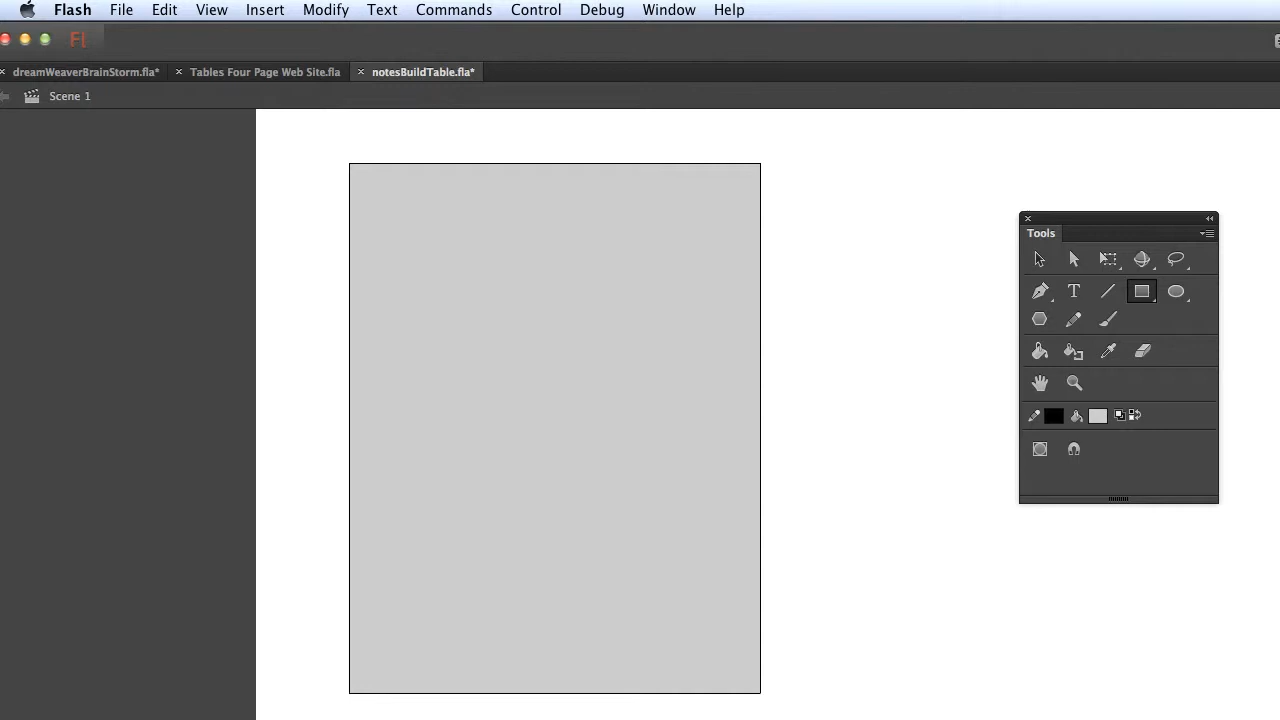 Flash File Edit View Insert Modify Text Commands Control Debug Window Help
Fl
dreamWeaverBrainStorm.fla* Tables Four Page Web Site.fla notesBuildTable.fla*
Scene 1
Tools
T